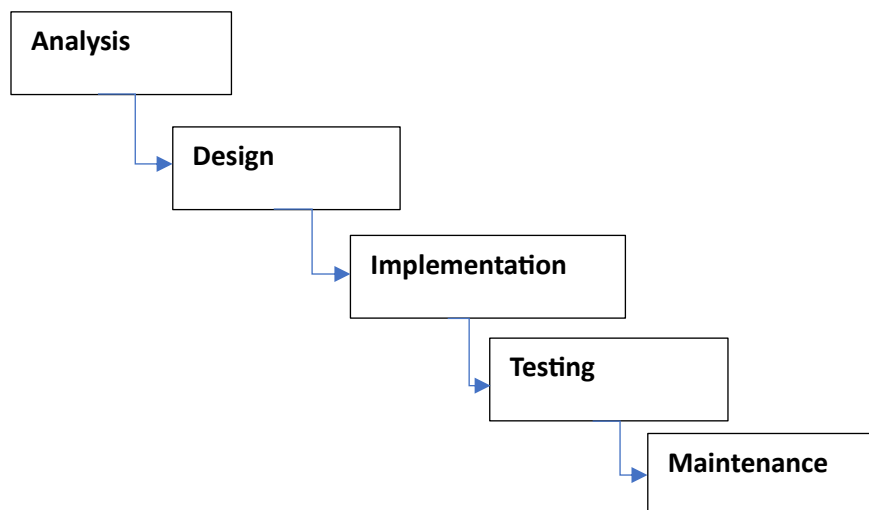 Analysis
Design
Implementation
Testing
Maintenance